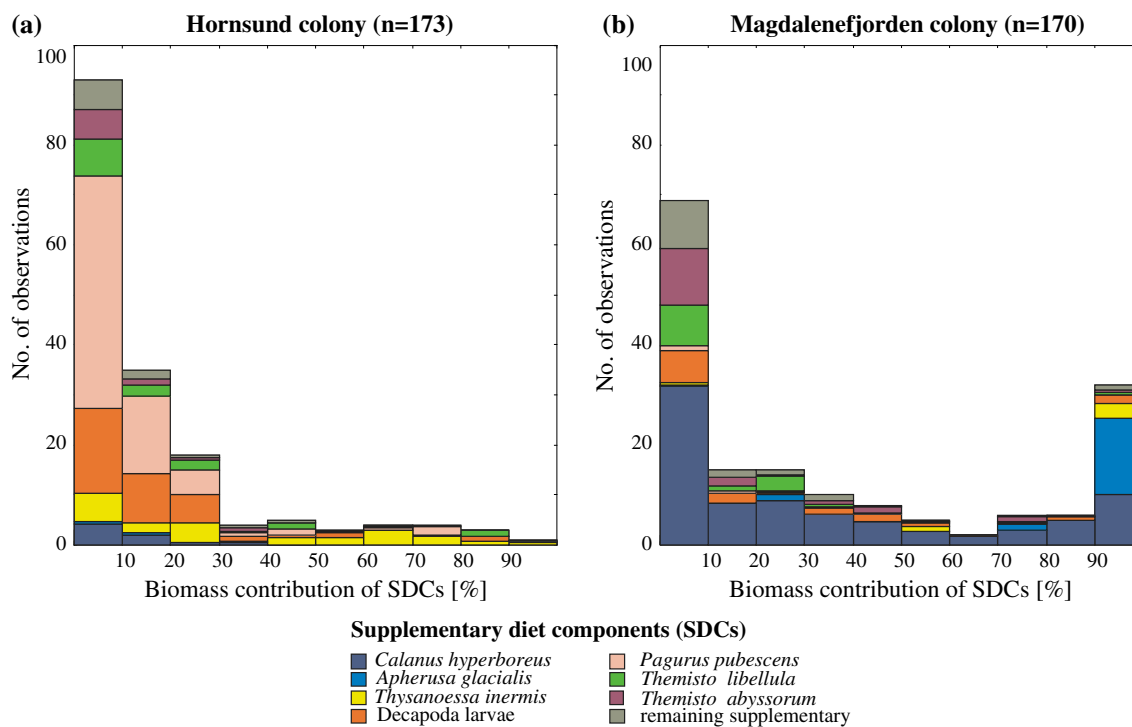 (a)
Hornsund colony (n=173)
100
80
60
40
20
0
No. of observations
10 20 30 40 50 60 70 80 90
Biomass contribution of SDCs [%]
(b)
Magdalenefjorden colony (n=170)
100
80
60
40
20
0
No. of observations
10 20 30 40 50 60 70 80 90
Biomass contribution of SDCs [%]
Supplementary diet components (SDCs)
Calanus hyperboreus
Apherusa glacialis
Thysanoessa inermis
Decapoda larvae
Pagurus pubescens
Themisto libellula
Themisto abyssorum
remaining supplementary